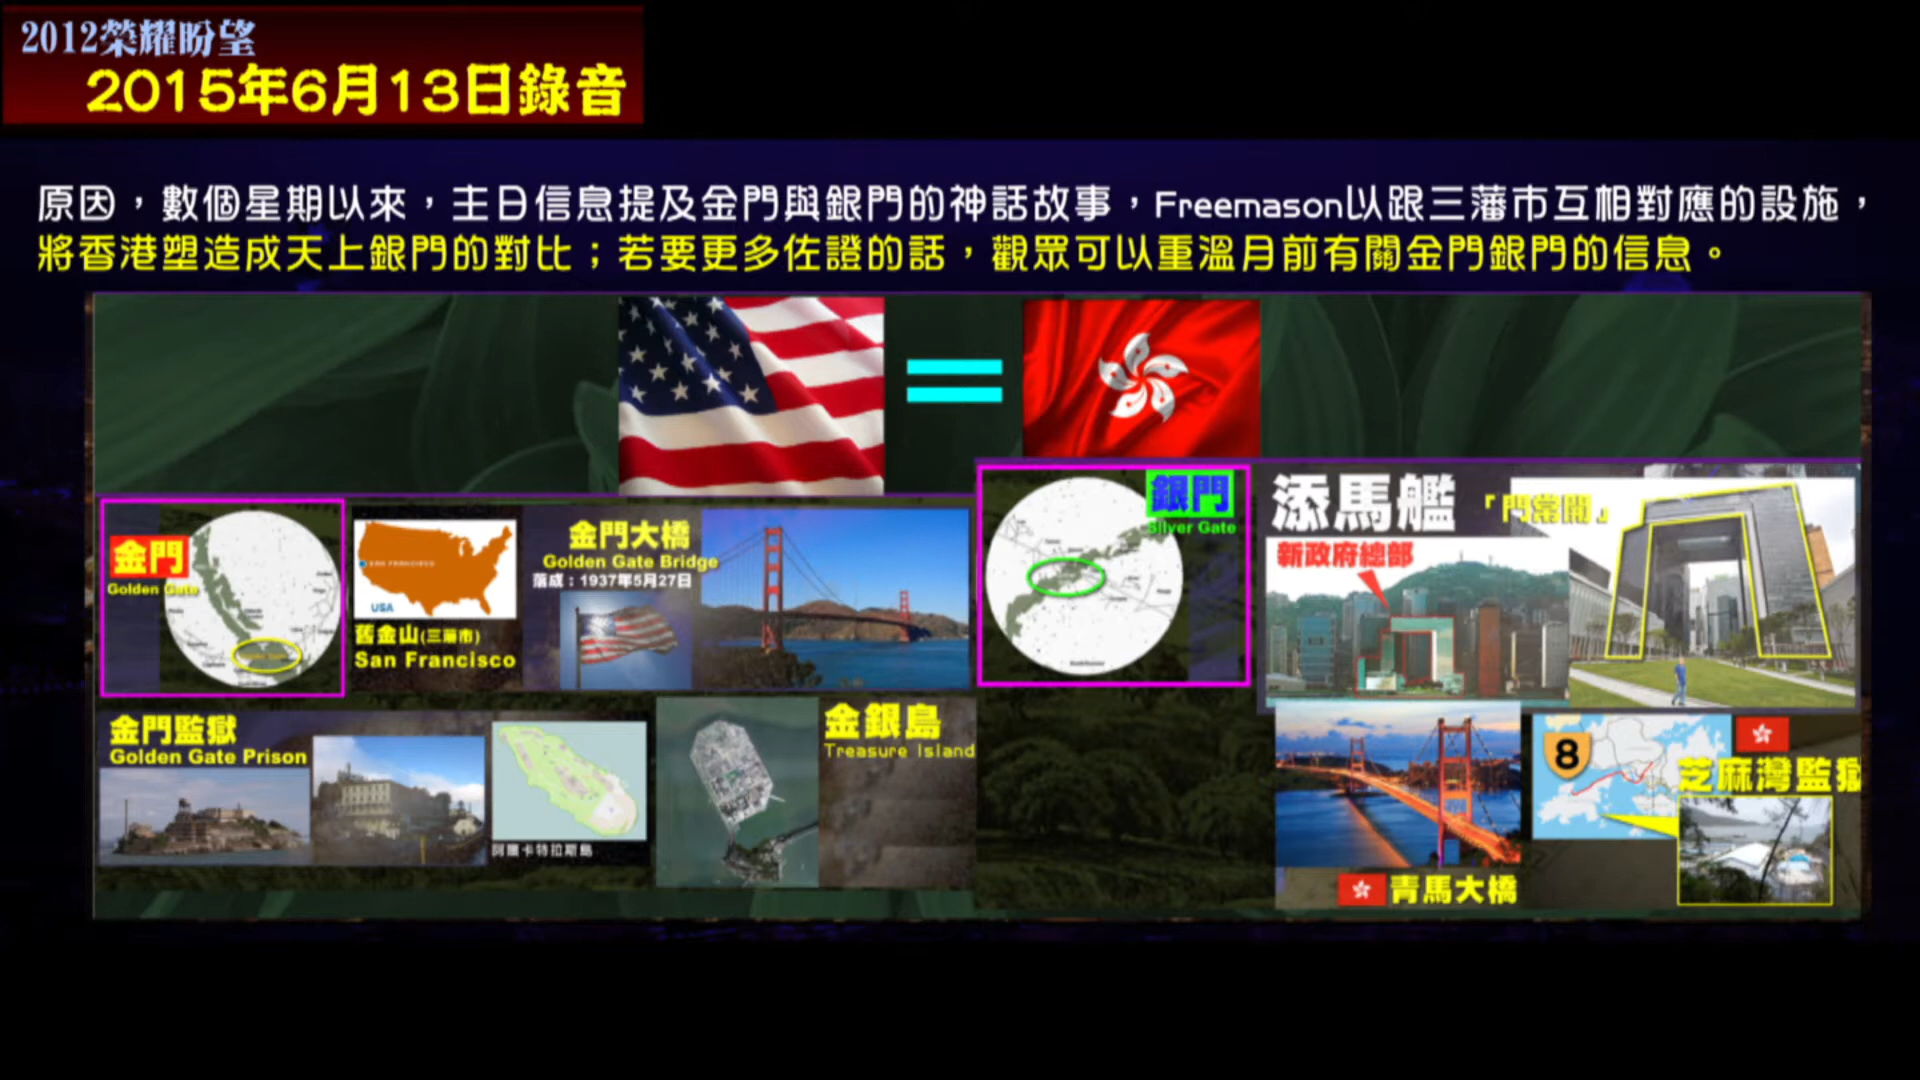 2012榮耀盼望
2015年6月13日錄音
原因，數個星期以來，主日信息提及金門與銀門的神話故事，Freemason以跟三藩市互相對應的設施，
將香港塑造成天上銀門的對比；若要更多佐證的話，觀眾可以重溫月前有關金門銀門的信息。
金門
Golden Gate
SAN FRANCISCO
USA
舊金山(三藩市)
San Francisco
金門大橋
Golden Gate Bridge
落成：1937年5月27日
銀門
Silver Gate
添馬艦
「門常開」
新政府總部
金門監獄
Golden Gate Prison
阿爾卡特拉斯島
金銀島
Treasure Island
青馬大橋
8
芝麻灣監獄